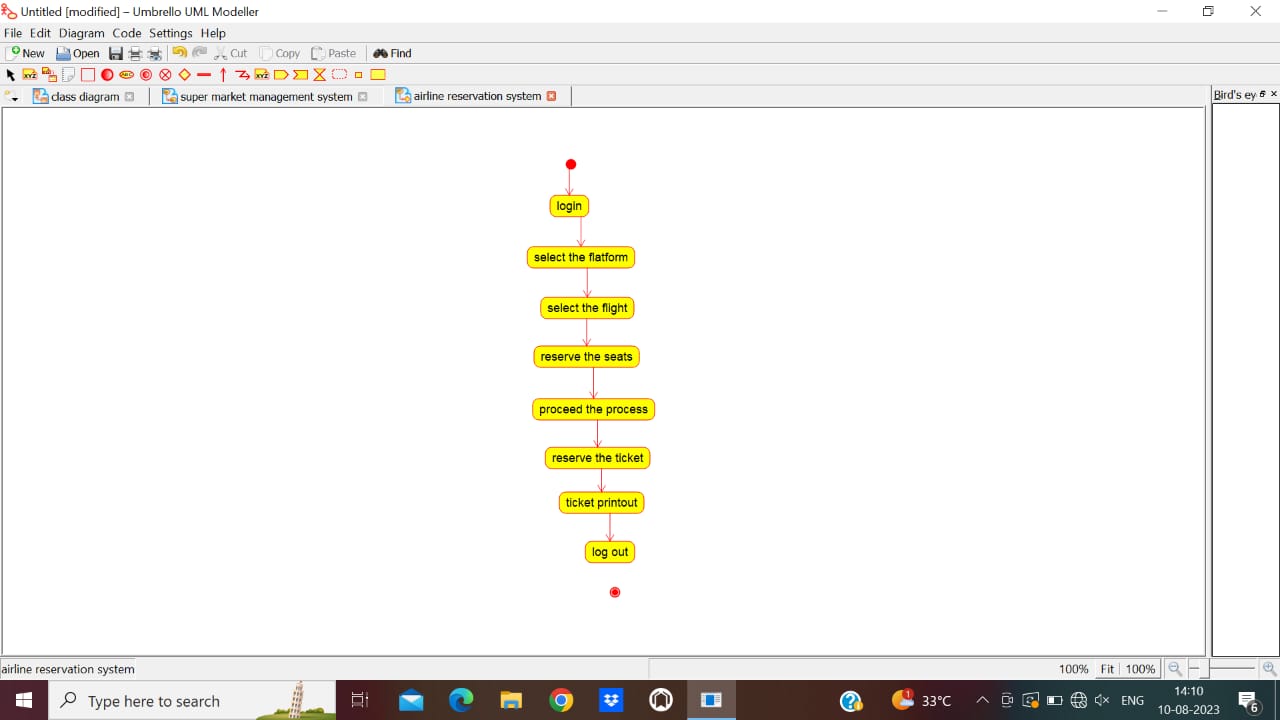 Untitled [modified] – Umbrello UML Modeller
File Edit Diagram Code Settings Help
New Open Cut Copy Paste Find
class diagram super market management system airline reservation system
Bird's ey
login
select the flatform
select the flight
reserve the seats
proceed the process
reserve the ticket
ticket printout
log out
airline reservation system 100% Fit 100%
Type here to search 1 33°C ENG 14:10
10-08-2023 6